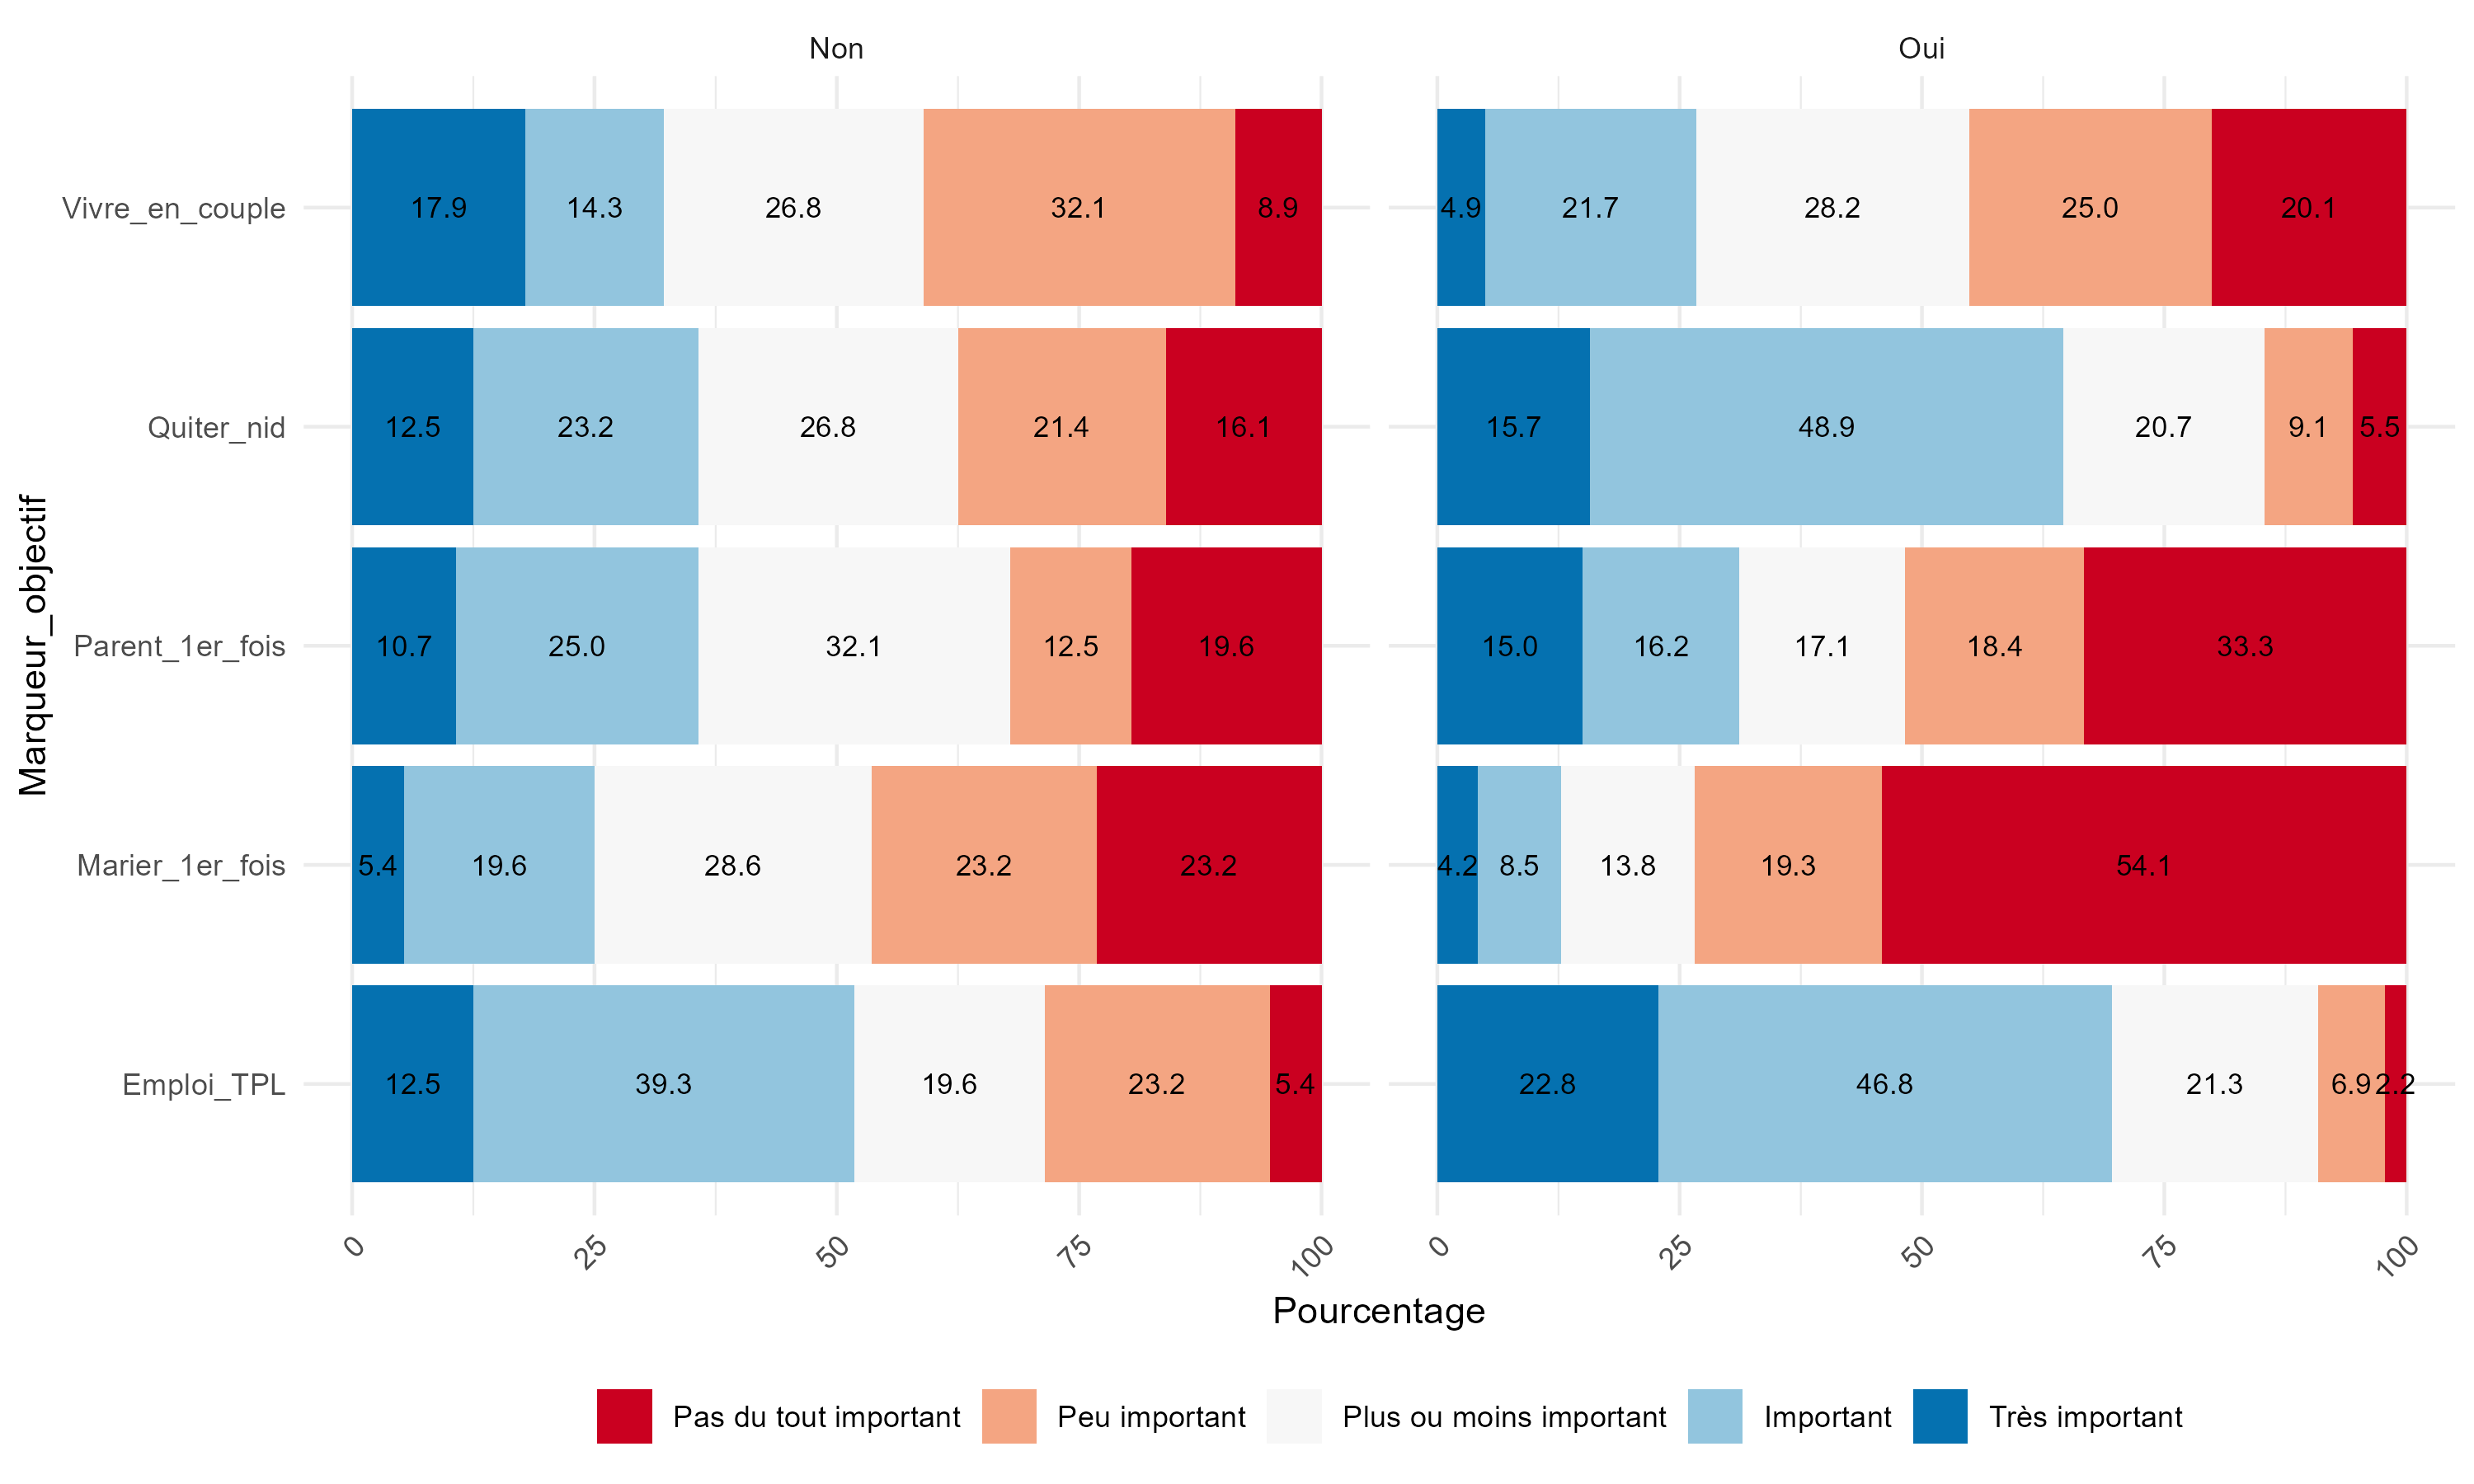 Non Oui
Vivre_en_couple 17.9 14.3 26.8 32.1 8.9 4.9 21.7 28.2 25.0 20.1
Quiter_nid 12.5 23.2 26.8 21.4 16.1 15.7 48.9 20.7 9.1 5.5
Parent_1er_fois 10.7 25.0 32.1 12.5 19.6 15.0 16.2 17.1 18.4 33.3
Marier_1er_fois 5.4 19.6 28.6 23.2 23.2 4.2 8.5 13.8 19.3 54.1
Emploi_TPL 12.5 39.3 19.6 23.2 5.4 22.8 46.8 21.3 6.9 2.2
Marqueur_objectif
0 25 50 75 100 0 25 50 75 100
Pourcentage
Pas du tout important Peu important Plus ou moins important Important Très important